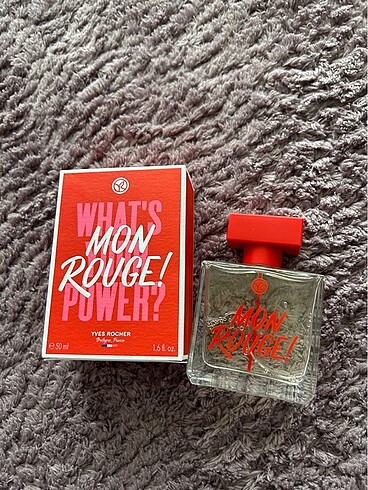 WHAT'S
MON
ROUGE!
POWER?
YVES ROCHER
e 50 ml
1.6 fl. oz.
MON
ROUGE!